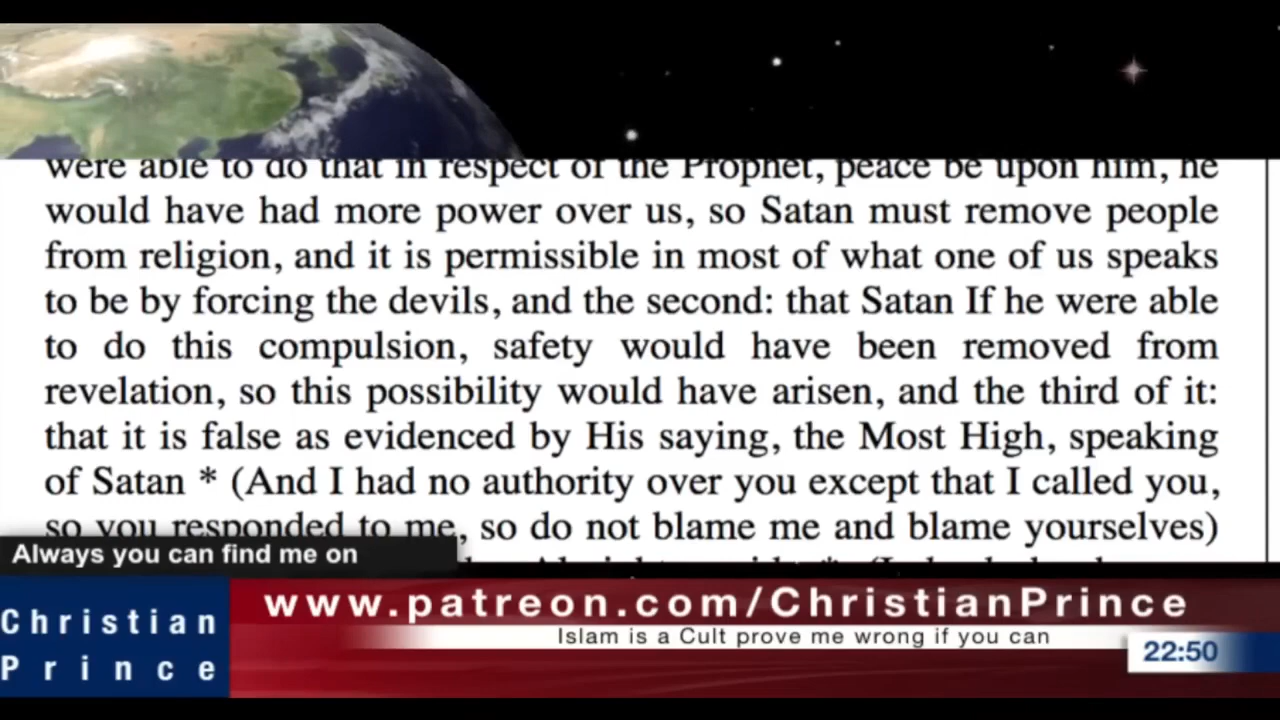 were able to do that in respect of the Prophet, peace be upon him, he
would have had more power over us, so Satan must remove people
from religion, and it is permissible in most of what one of us speaks
to be by forcing the devils, and the second: that Satan If he were able
to do this compulsion, safety would have been removed from
revelation, so this possibility would have arisen, and the third of it:
that it is false as evidenced by His saying, the Most High, speaking
of Satan * (And I had no authority over you except that I called you,
so you responded to me, so do not blame me and blame yourselves)
Always you can find me on
www.patreon.com/ChristianPrince
Islam is a Cult prove me wrong if you can
Christian
Prince
22:50